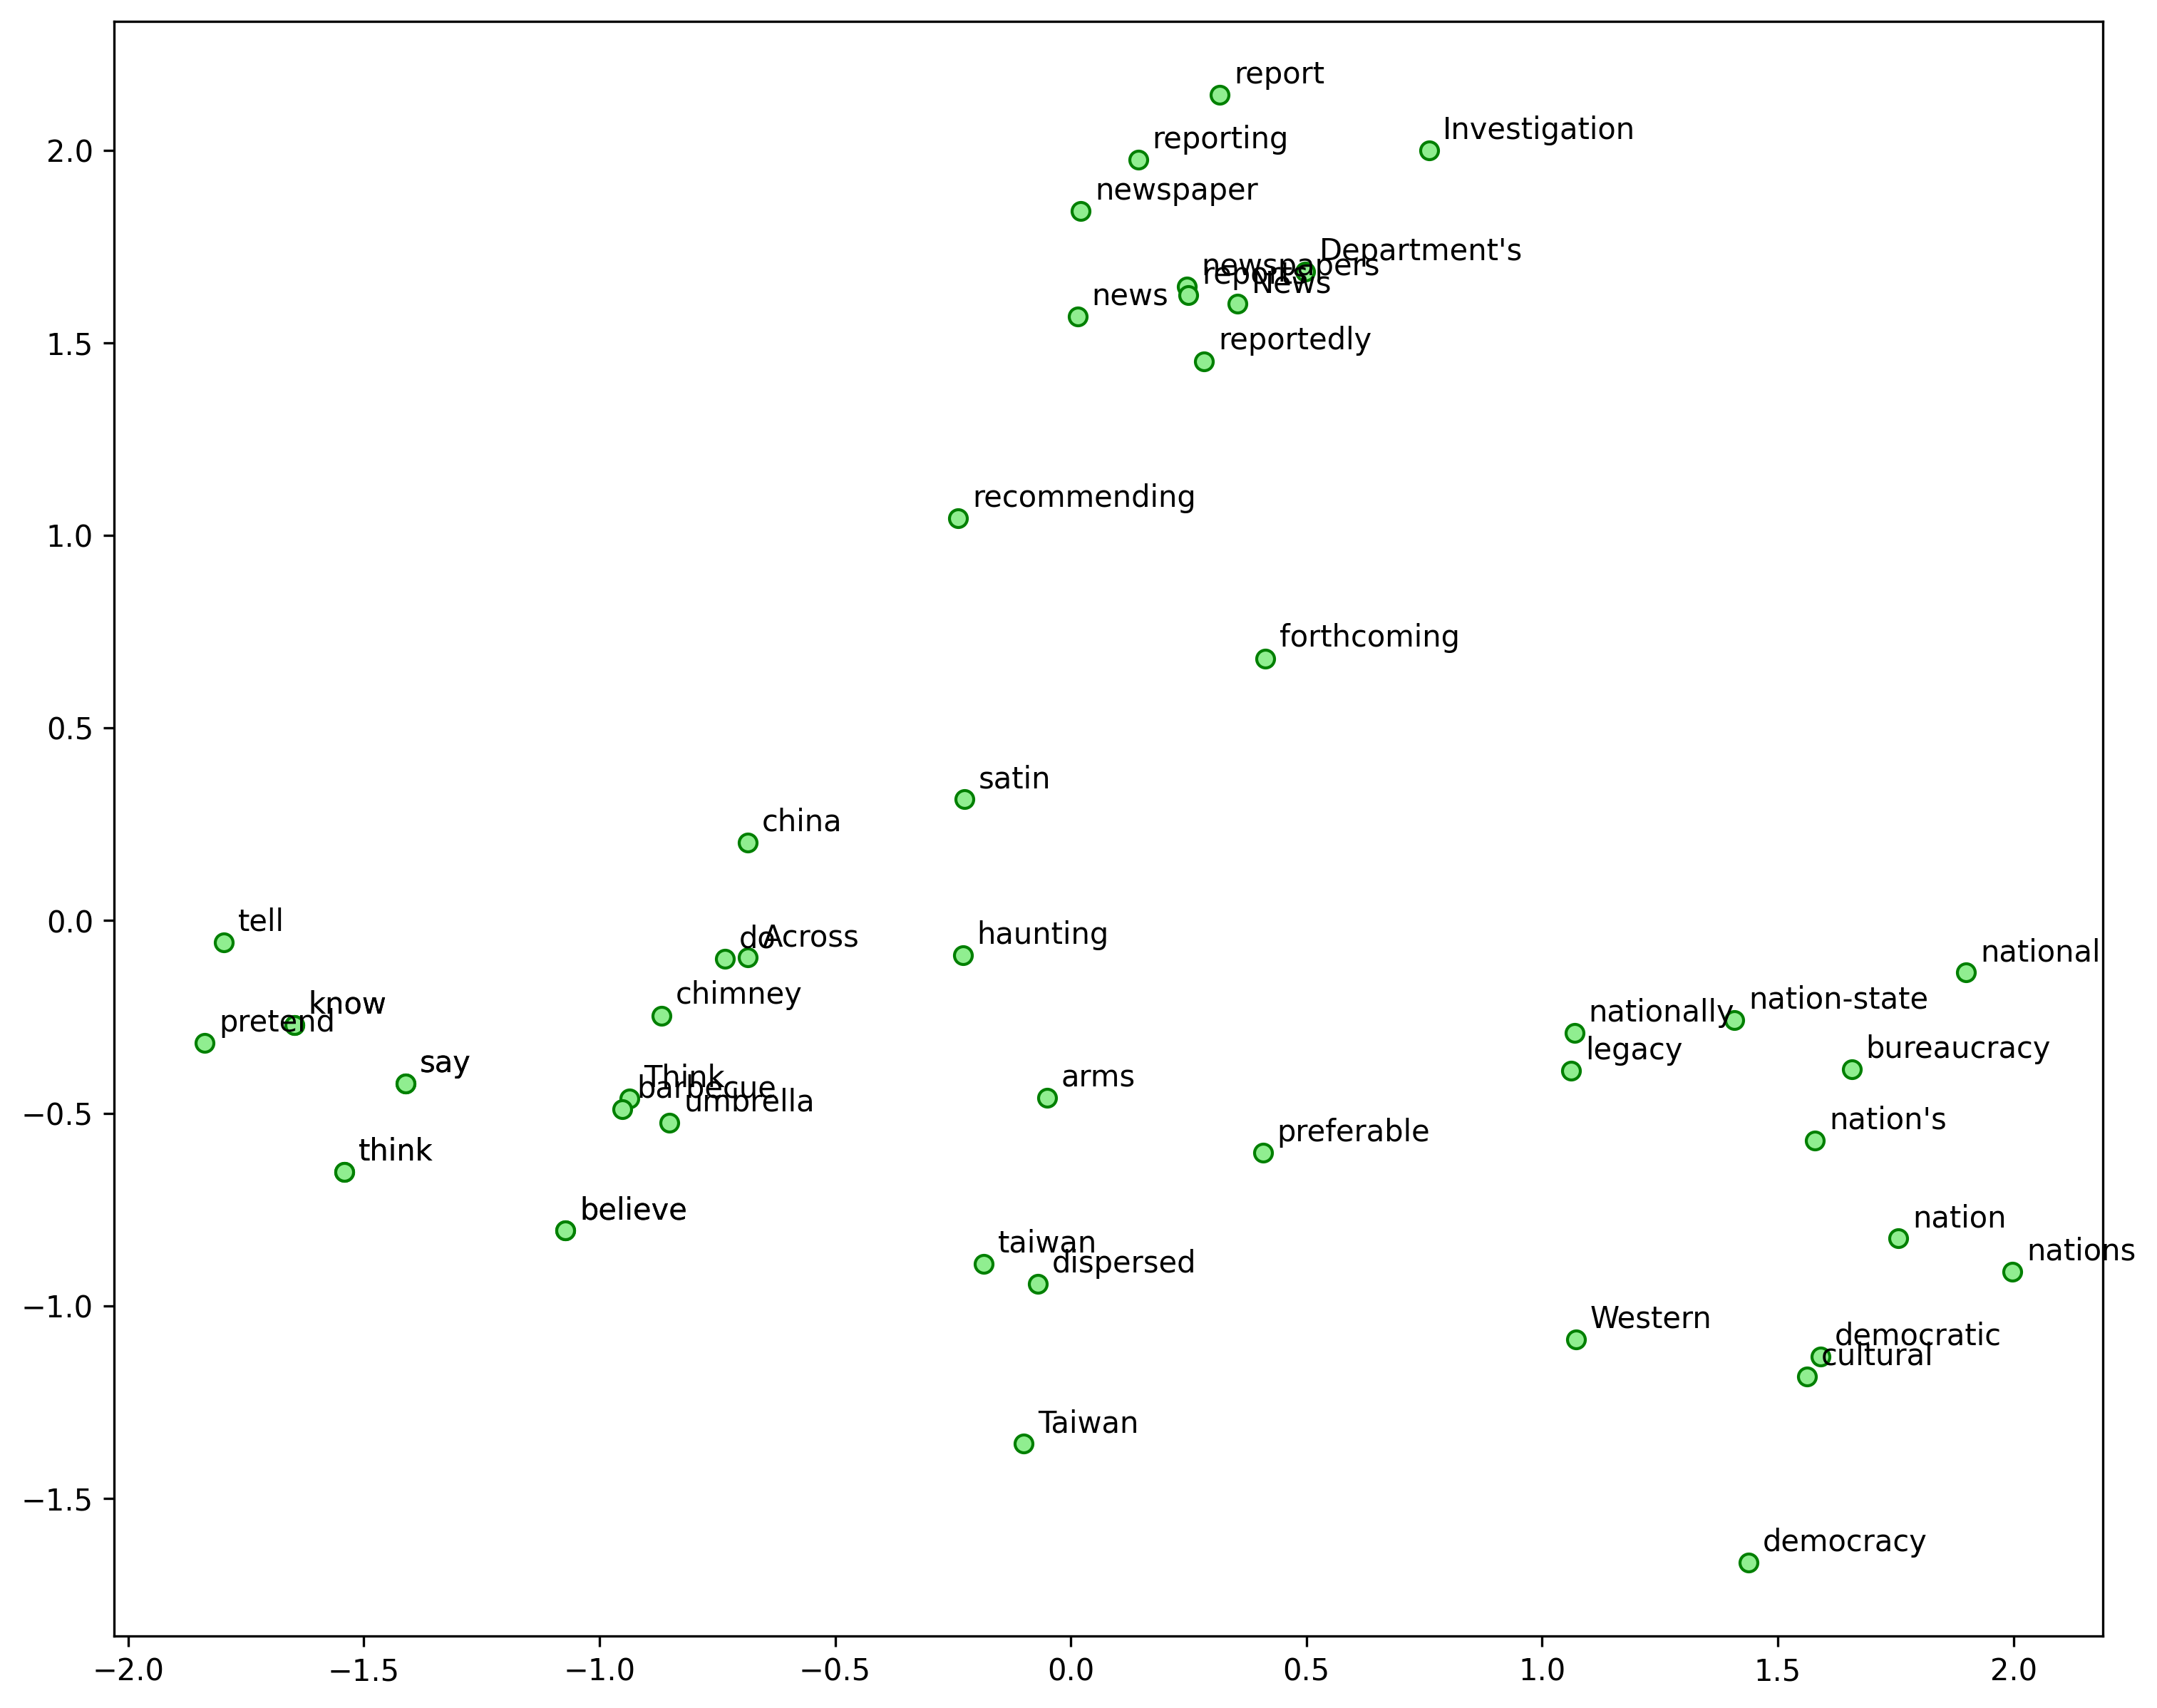 report
Investigation
reporting
newspaper
Department's
newspapers
reports
News
news
reportedly
recommending
forthcoming
satin
china
tell
do
Across
haunting
national
chimney
nation-state
know
nationally
pretend
legacy
bureaucracy
say
Think
barbecue
arms
umbrella
nation's
preferable
think
believe
nation
taiwan
dispersed
nations
Western
democratic
cultural
Taiwan
democracy
2.0
1.5
1.0
0.5
0.0
−0.5
−1.0
−1.5
−2.0 −1.5 −1.0 −0.5 0.0 0.5 1.0 1.5 2.0